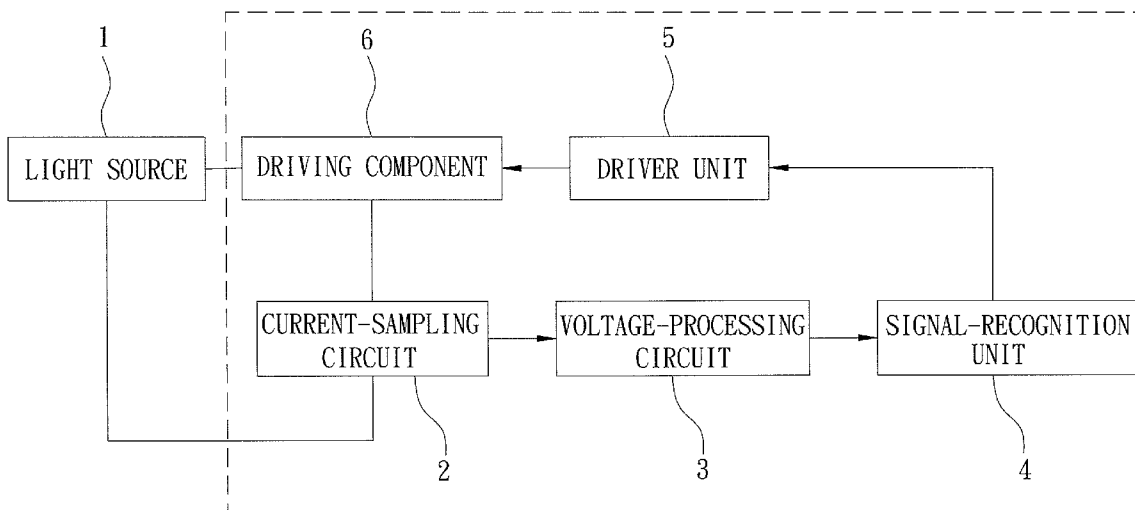 1
6
5
LIGHT SOURCE
DRIVING COMPONENT
DRIVER UNIT
CURRENT-SAMPLING
CIRCUIT
VOLTAGE-PROCESSING
CIRCUIT
SIGNAL-RECOGNITION
UNIT
2
3
4